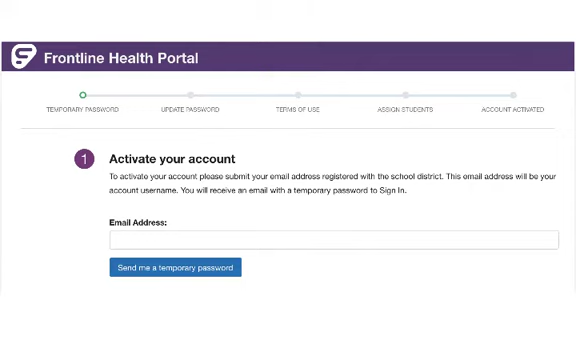 Frontline Health Portal
TEMPORARY PASSWORD
UPDATE PASSWORD
TERMS OF USE
ASSIGN STUDENTS
ACCOUNT ACTIVATED
1
Activate your account
To activate your account please submit your email address registered with the school district. This email address will be your
account username. You will receive an email with a temporary password to Sign In.
Email Address:
Send me a temporary password